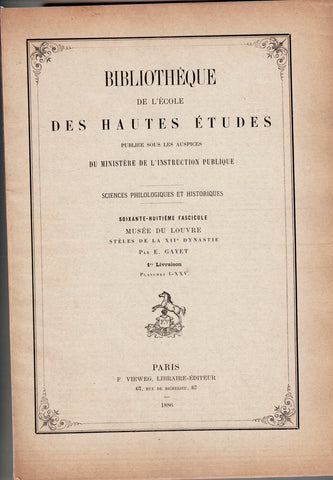 BIBLIOTHÈQUE
DE L'ÉCOLE
DES HAUTES ÉTUDES
PUBLIÉE SOUS LES AUSPICES
DU MINISTÈRE DE L'INSTRUCTION PUBLIQUE
SCIENCES PHILOLOGIQUES ET HISTORIQUES
SOIXANTE-HUITIÈME FASCICULE
MUSÉE DU LOUVRE
STÈLES DE LA XIIe DYNASTIE
PAR E. GAYET
1re Livraison
PLANCHES I-XXV.
PARIS
F. VIEWEG, LIBRAIRE-ÉDITEUR
67, RUE DE RICHELIEU, 67
1886